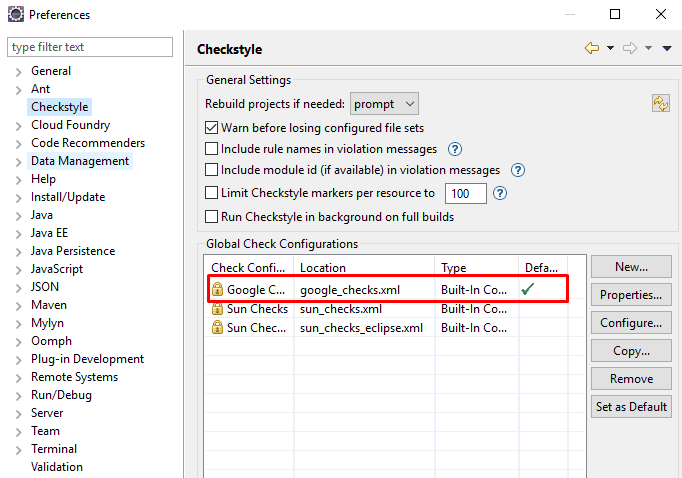 Preferences
type filter text
General
Ant
Checkstyle
Cloud Foundry
Code Recommenders
Data Management
Help
Install/Update
Java
Java EE
Java Persistence
JavaScript
JSON
Maven
Mylyn
Oomph
Plug-in Development
Remote Systems
Run/Debug
Server
Team
Terminal
Validation
Checkstyle
General Settings
Rebuild projects if needed: prompt
Warn before losing configured file sets
Include rule names in violation messages ?
Include module id (if available) in violation messages ?
Limit Checkstyle markers per resource to 100 ?
Run Checkstyle in background on full builds
Global Check Configurations
Check Confi... Location Type Defa...
Google C... google_checks.xml Built-In Co...
Sun Checks sun_checks.xml Built-In Co...
Sun Chec... sun_checks_eclipse.xml Built-In Co...
New...
Properties...
Configure...
Copy...
Remove
Set as Default